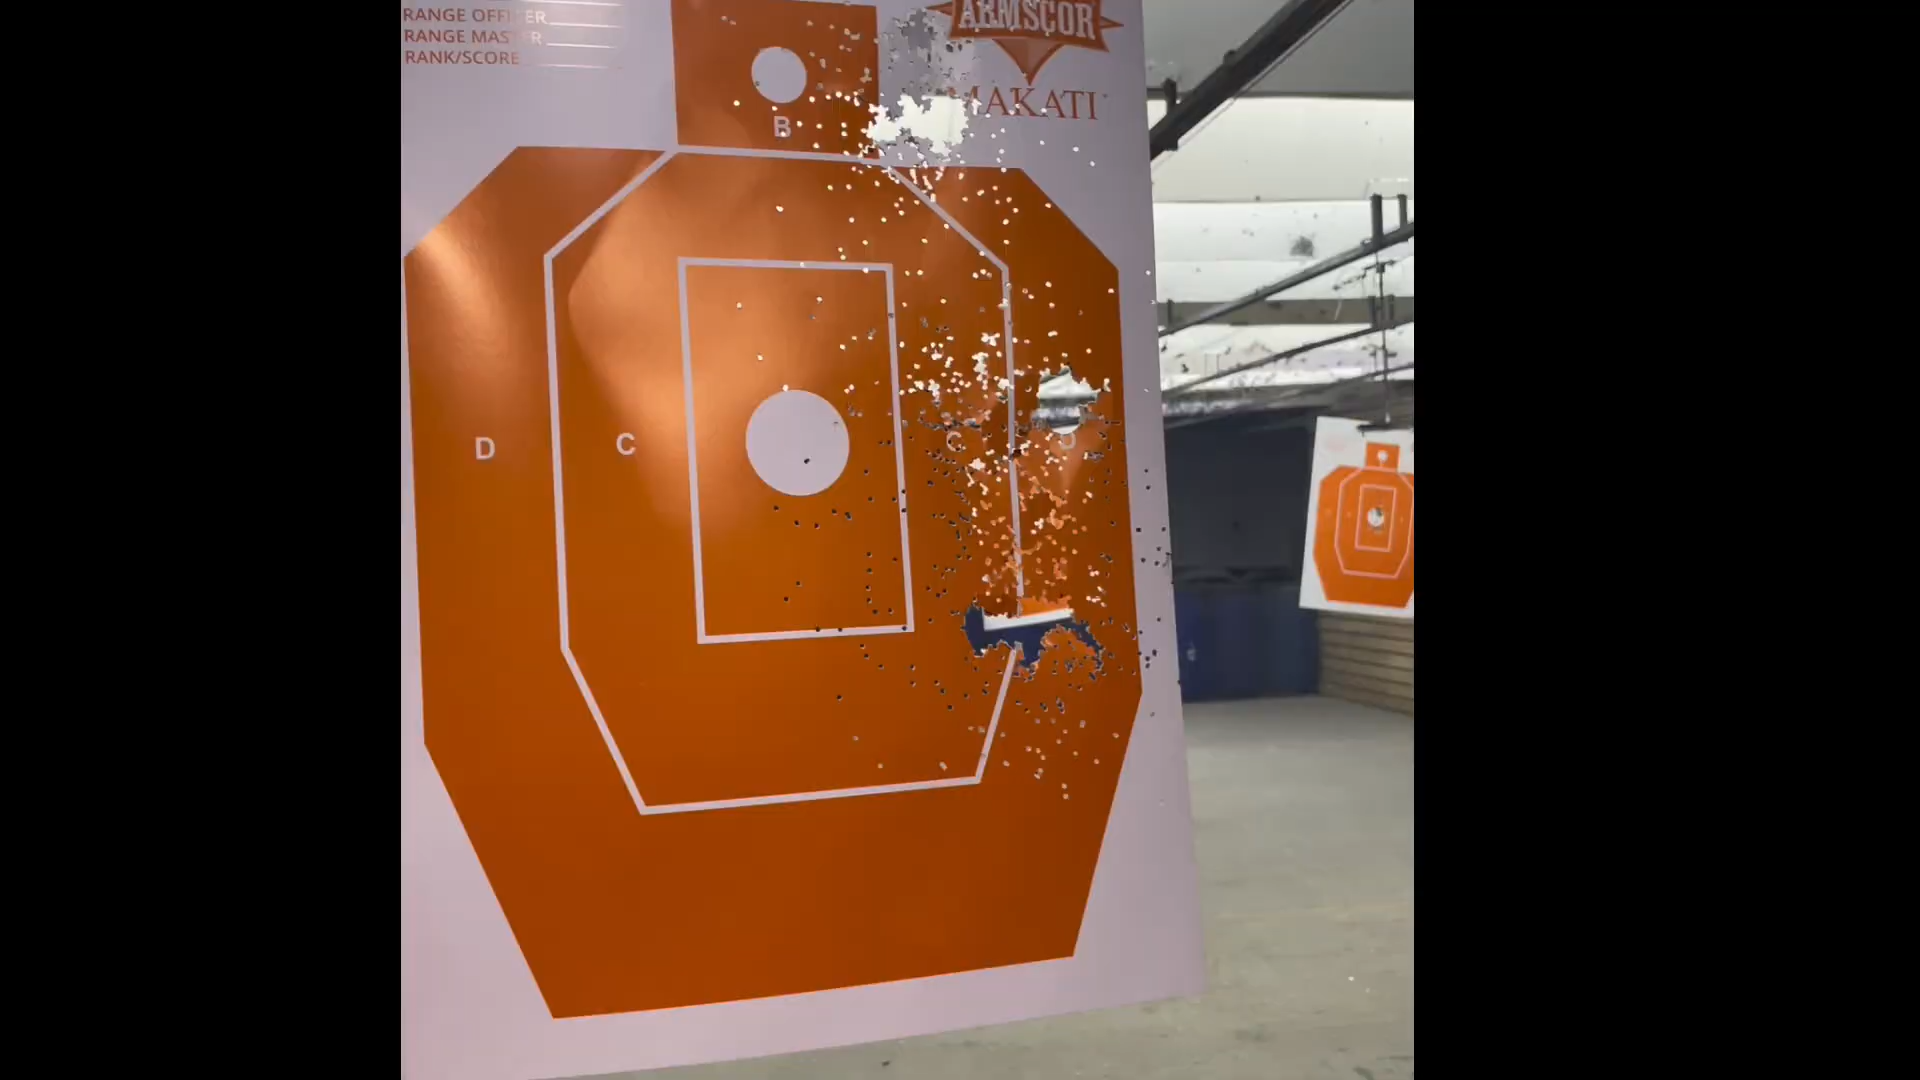 RANGE OFFICER
RANGE MASTER
RANK/SCORE
ARMSCOR
MAKATI
B
D
C
C
D